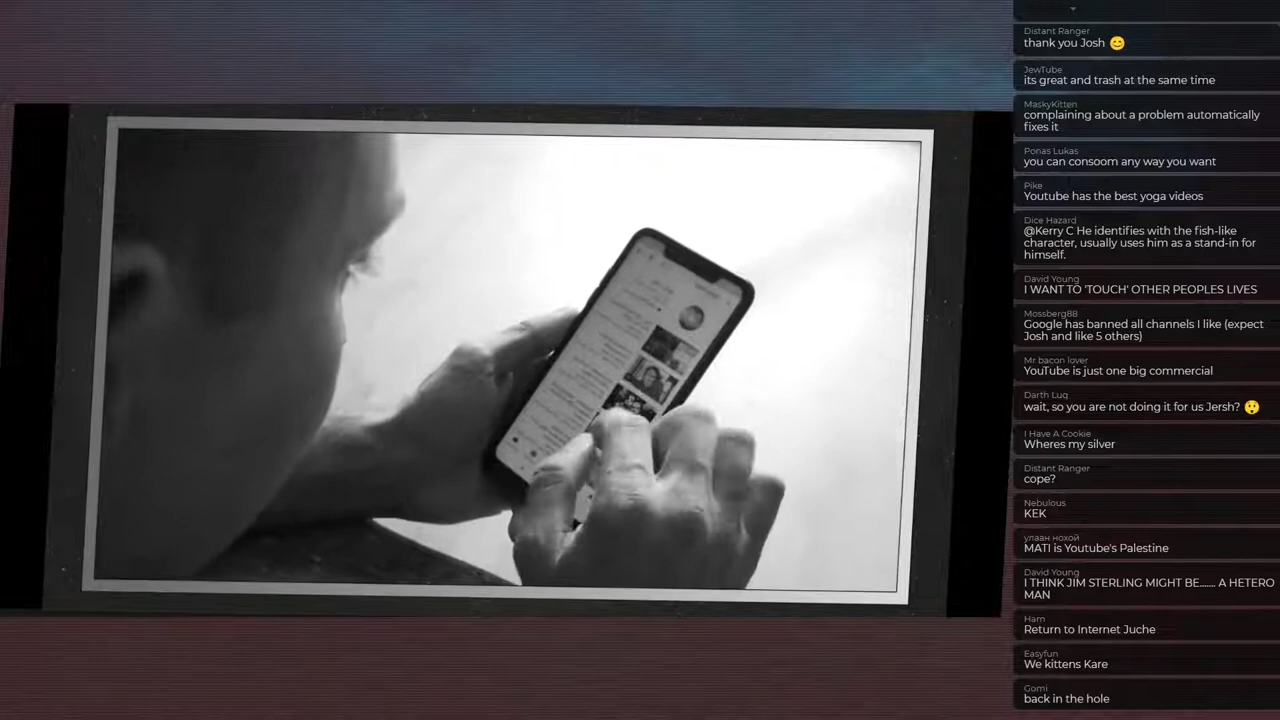 Distant Ranger
thank you Josh 😊
JewTube
its great and trash at the same time
MaskyKitten
complaining about a problem automatically
fixes it
Ponas Lukas
you can consoom any way you want
Pike
Youtube has the best yoga videos
Dice Hazard
@Kerry C He identifies with the fish-like
character, usually uses him as a stand-in for
himself.
David Young
I WANT TO 'TOUCH' OTHER PEOPLES LIVES
Mossberg88
Google has banned all channels I like (expect
Josh and like 5 others)
Mr bacon lover
YouTube is just one big commercial
Darth Luq
wait, so you are not doing it for us Jersh? 😲
I Have A Cookie
Wheres my silver
Distant Ranger
cope?
Nebulous
KEK
улаан нохой
MATI is Youtube's Palestine
David Young
I THINK JIM STERLING MIGHT BE....... A HETERO
MAN
Ham
Return to Internet Juche
Easyfun
We kittens Kare
Gomi
back in the hole